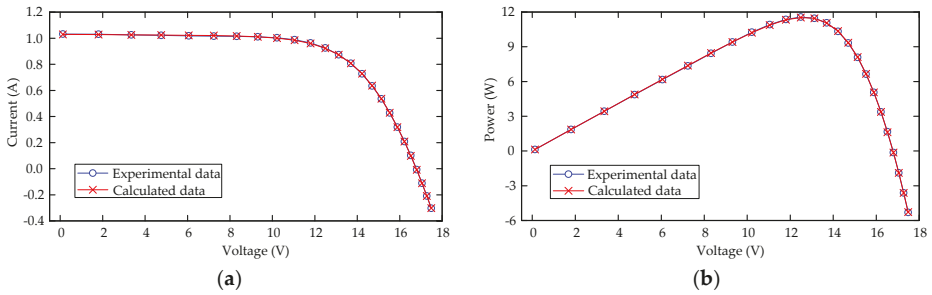 1.2
1.0
0.8
0.6
0.4
0.2
0.0
-0.2
-0.4
Current (A)
Experimental data
Calculated data
0 2 4 6 8 10 12 14 16 18
Voltage (V)
(a)
12
9
6
3
0
-3
-6
Power (W)
Experimental data
Calculated data
0 2 4 6 8 10 12 14 16 18
Voltage (V)
(b)